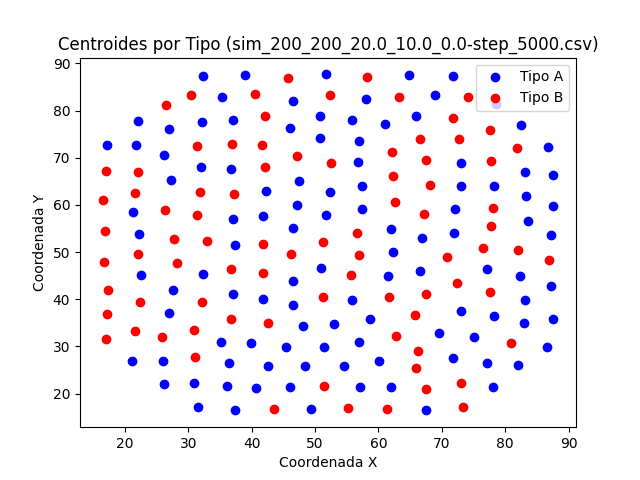 Centroides por Tipo (sim_200_200_20.0_10.0_0.0-step_5000.csv)
Tipo A
Tipo B
90
80
70
60
50
40
30
20
Coordenada Y
20 30 40 50 60 70 80 90
Coordenada X